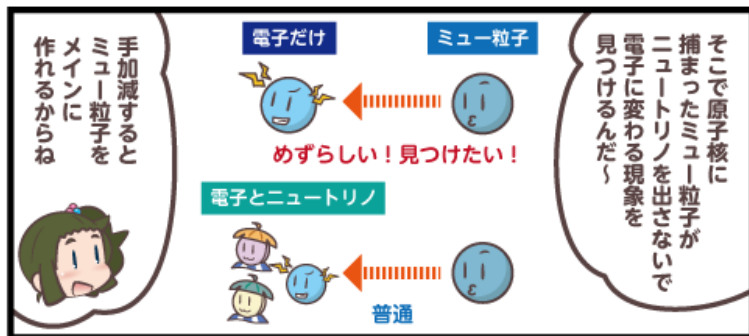 そこで原子核に
捕まったミュー粒子が
ニュートリノを出さないで
電子に変わる現象を
見つけるんだ〜
ミュー粒子
電子だけ
めずらしい！見つけたい！
電子とニュートリノ
普通
手加減すると
ミュー粒子を
メインに
作れるからね